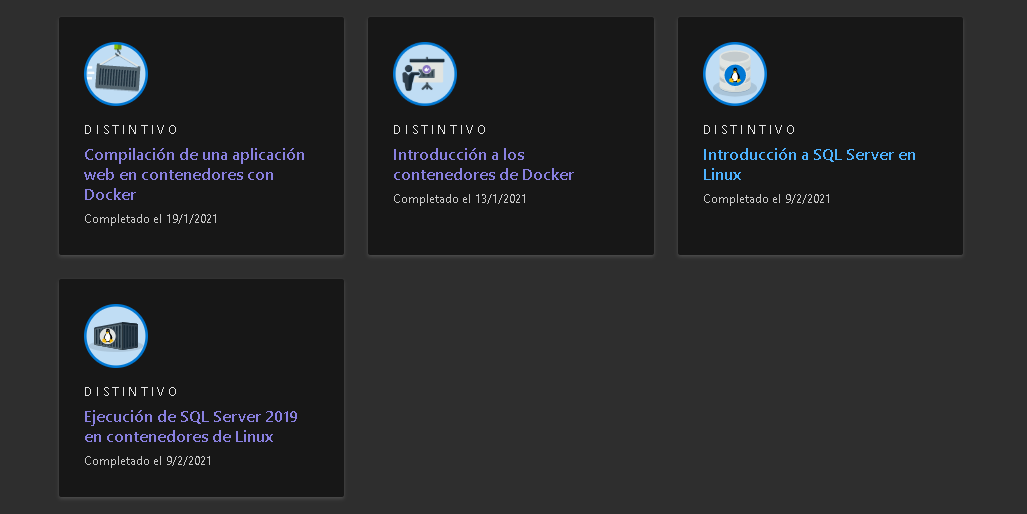 DISTINTIVO
Compilación de una aplicación
web en contenedores con
Docker
Completado el 19/1/2021
DISTINTIVO
Introducción a los
contenedores de Docker
Completado el 13/1/2021
DISTINTIVO
Introducción a SQL Server en
Linux
Completado el 9/2/2021
DISTINTIVO
Ejecución de SQL Server 2019
en contenedores de Linux
Completado el 9/2/2021